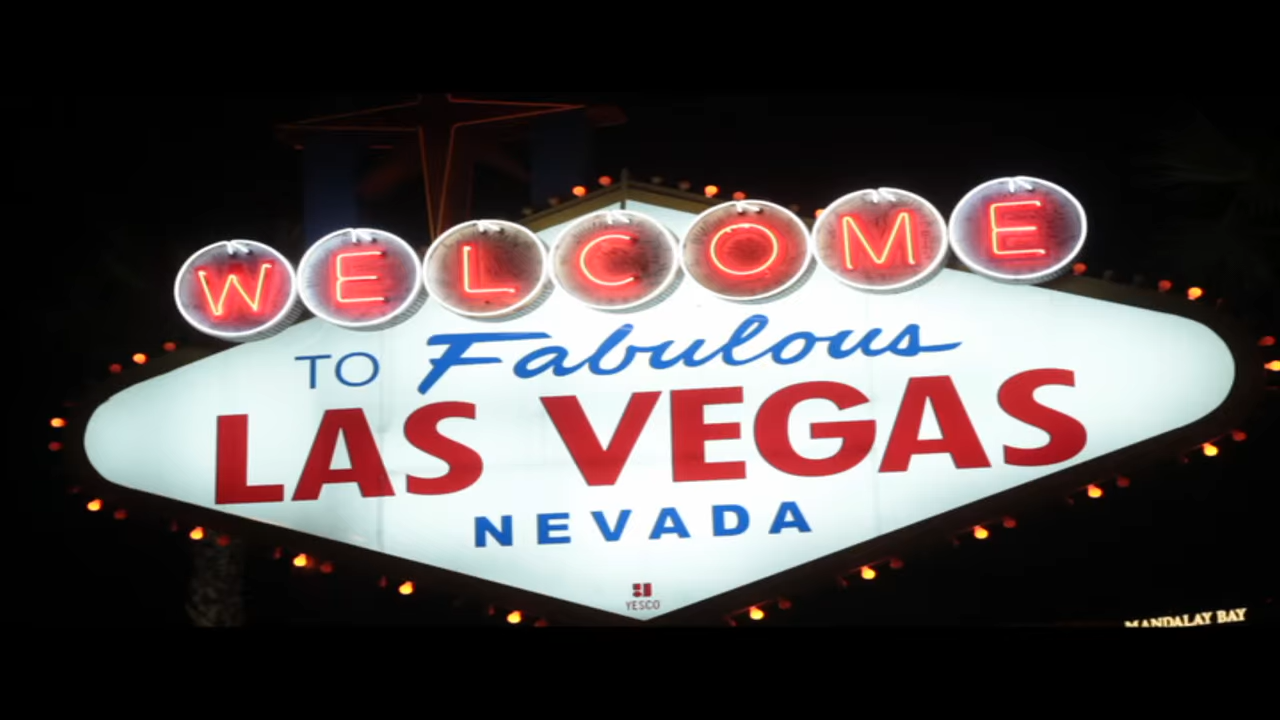 WELCOME
TO Fabulous
LAS VEGAS
NEVADA
YESCO
MANDALAY BAY